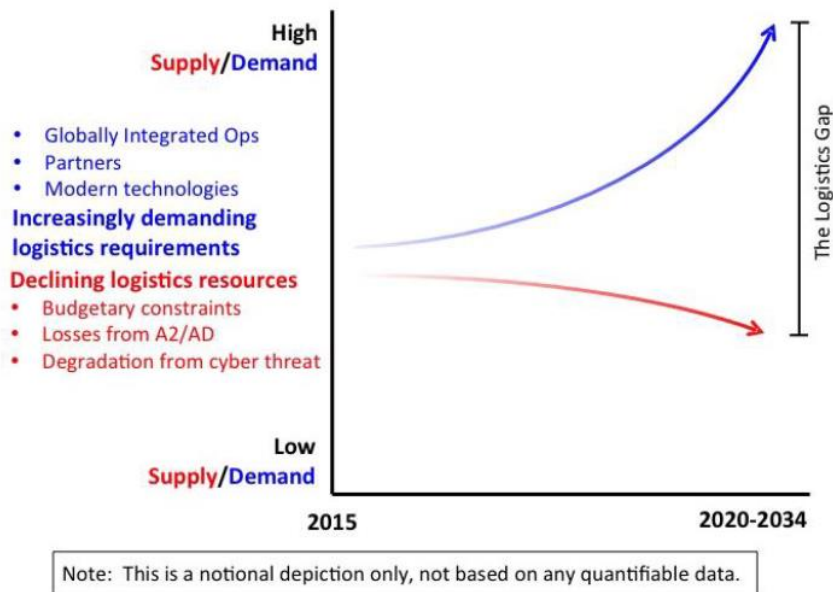 High
Supply/Demand
• Globally Integrated Ops
• Partners
• Modern technologies
Increasingly demanding
logistics requirements
Declining logistics resources
• Budgetary constraints
• Losses from A2/AD
• Degradation from cyber threat
The Logistics Gap
Low
Supply/Demand
2015
2020-2034
Note: This is a notional depiction only, not based on any quantifiable data.